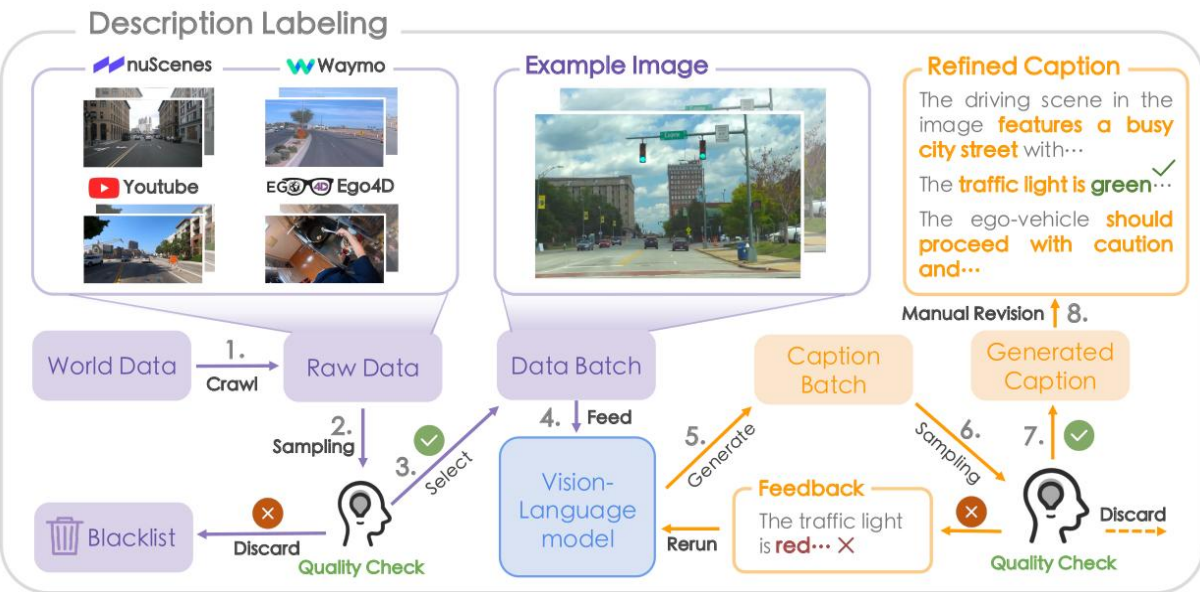 Description Labeling
nuScenes
Waymo
Youtube
EGO4D Ego4D
Example Image
Refined Caption
The driving scene in the
image features a busy
city street with···
The traffic light is green···
The ego-vehicle should
proceed with caution
and···
World Data
1.
Crawl
Raw Data
2.
Sampling
3.
Select
Data Batch
4.
Feed
Vision-
Language
model
5.
Generate
Caption
Batch
6.
Sampling
7.
Generated
Caption
Manual Revision
8.
Blacklist
Discard
Quality Check
Rerun
Feedback
The traffic light
is red···
Discard
Quality Check